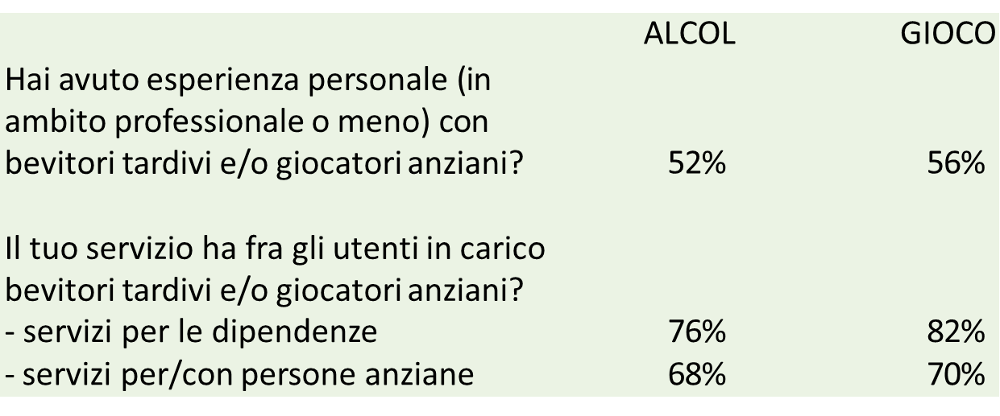 ALCOL GIOCO
Hai avuto esperienza personale (in
ambito professionale o meno) con
bevitori tardivi e/o giocatori anziani? 52% 56%
Il tuo servizio ha fra gli utenti in carico
bevitori tardivi e/o giocatori anziani?
- servizi per le dipendenze 76% 82%
- servizi per/con persone anziane 68% 70%